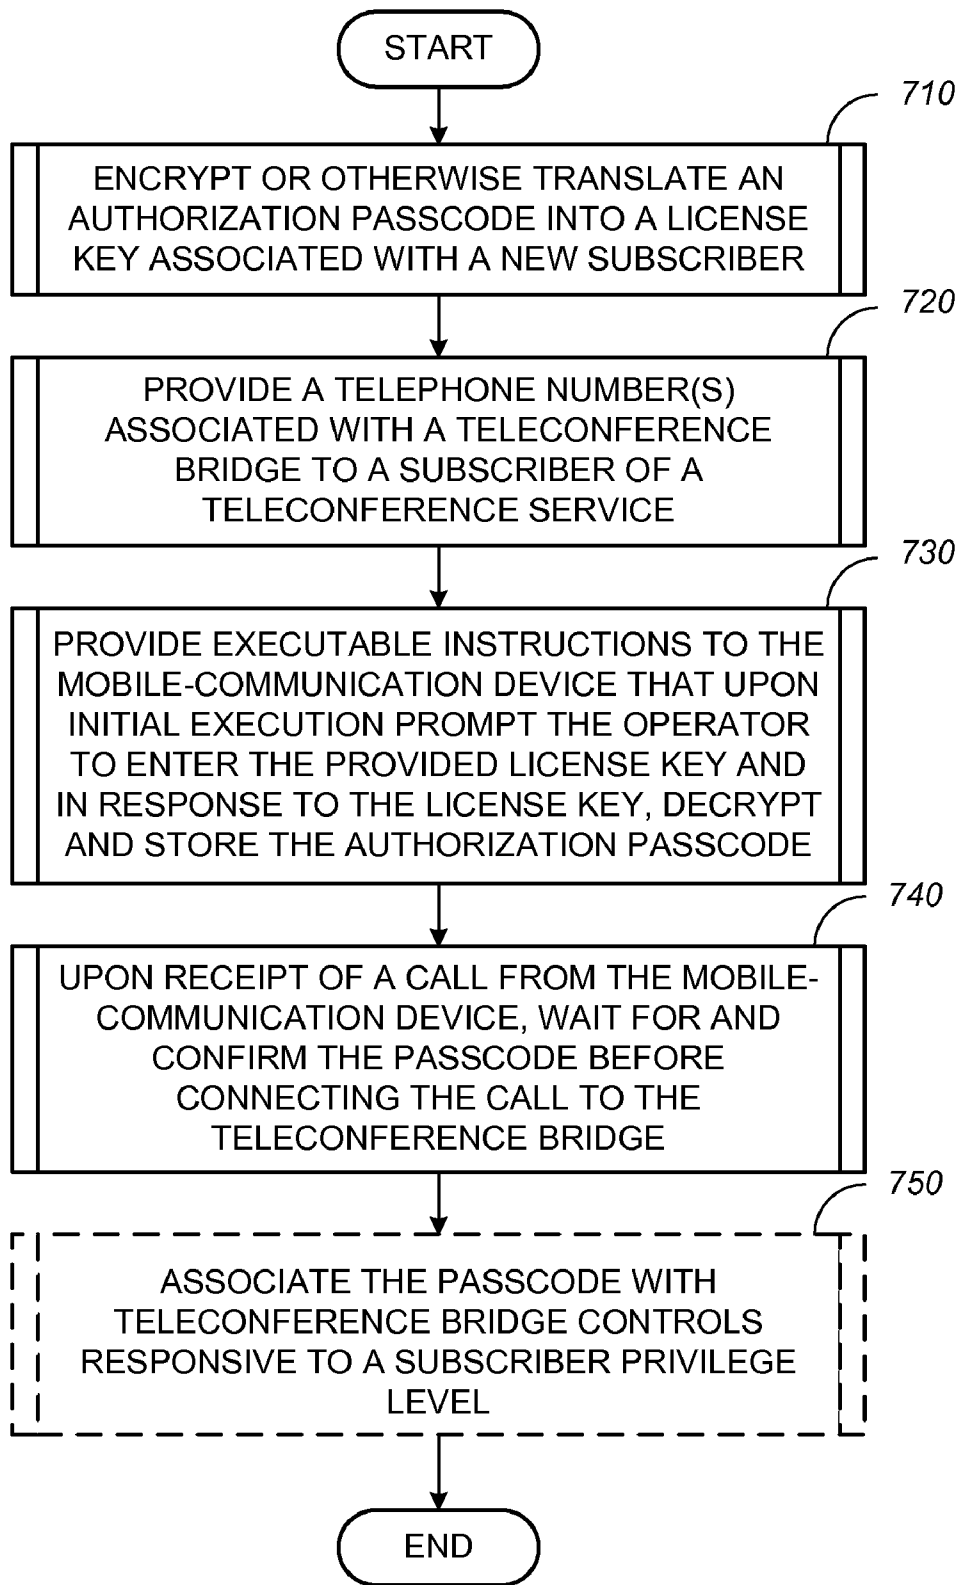 START
710
ENCRYPT OR OTHERWISE TRANSLATE AN
AUTHORIZATION PASSCODE INTO A LICENSE
KEY ASSOCIATED WITH A NEW SUBSCRIBER
720
PROVIDE A TELEPHONE NUMBER(S)
ASSOCIATED WITH A TELECONFERENCE
BRIDGE TO A SUBSCRIBER OF A
TELECONFERENCE SERVICE
730
PROVIDE EXECUTABLE INSTRUCTIONS TO THE
MOBILE-COMMUNICATION DEVICE THAT UPON
INITIAL EXECUTION PROMPT THE OPERATOR
TO ENTER THE PROVIDED LICENSE KEY AND
IN RESPONSE TO THE LICENSE KEY, DECRYPT
AND STORE THE AUTHORIZATION PASSCODE
740
UPON RECEIPT OF A CALL FROM THE MOBILE-
COMMUNICATION DEVICE, WAIT FOR AND
CONFIRM THE PASSCODE BEFORE
CONNECTING THE CALL TO THE
TELECONFERENCE BRIDGE
750
ASSOCIATE THE PASSCODE WITH
TELECONFERENCE BRIDGE CONTROLS
RESPONSIVE TO A SUBSCRIBER PRIVILEGE
LEVEL
END